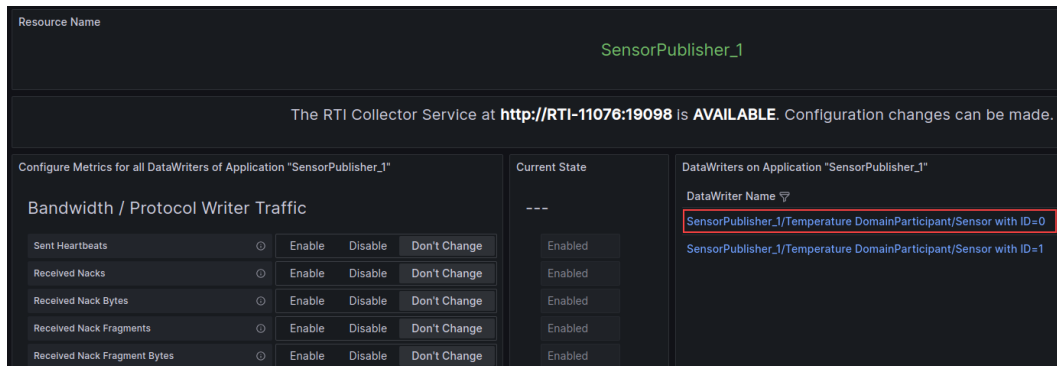 Resource Name
SensorPublisher_1
The RTI Collector Service at http://RTI-11076:19098 is AVAILABLE. Configuration changes can be made.
Configure Metrics for all DataWriters of Application "SensorPublisher_1"
Bandwidth / Protocol Writer Traffic
Sent Heartbeats Enable Disable Don't Change
Received Nacks Enable Disable Don't Change
Received Nack Bytes Enable Disable Don't Change
Received Nack Fragments Enable Disable Don't Change
Received Nack Fragment Bytes Enable Disable Don't Change
Current State
---
Enabled
Enabled
Enabled
Enabled
Enabled
DataWriters on Application "SensorPublisher_1"
DataWriter Name
SensorPublisher_1/Temperature DomainParticipant/Sensor with ID=0
SensorPublisher_1/Temperature DomainParticipant/Sensor with ID=1